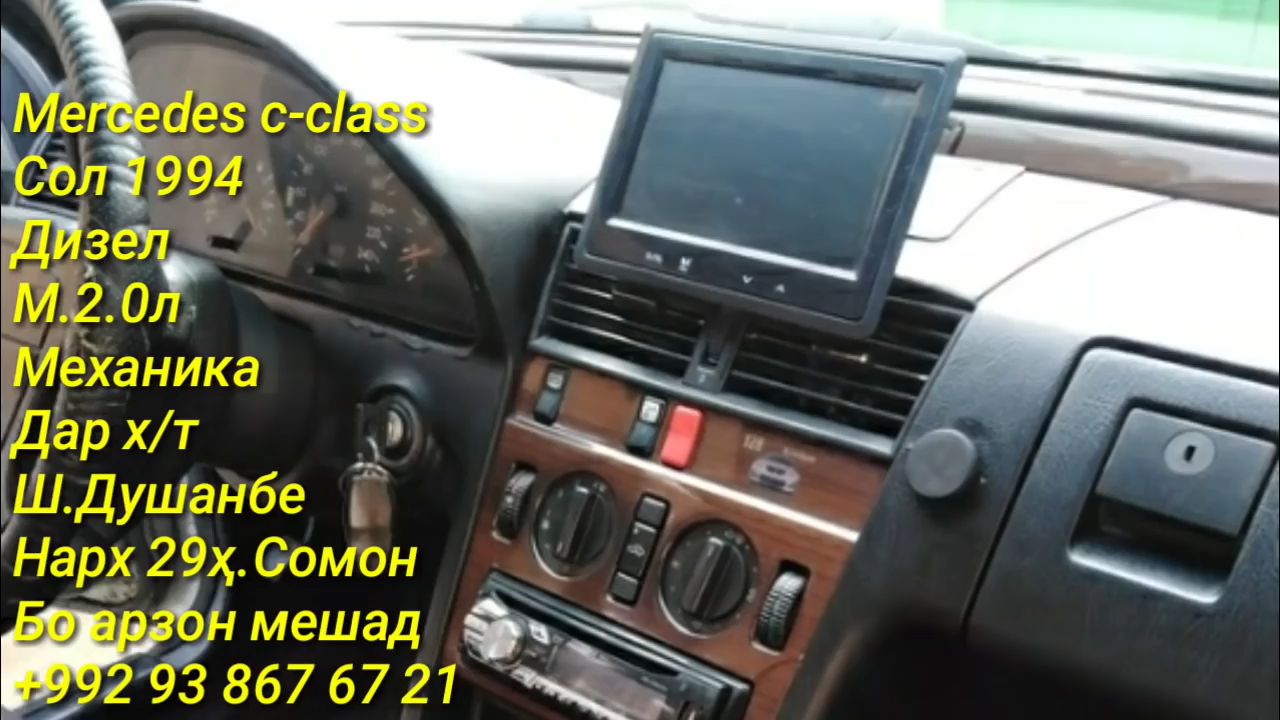 Mercedes c-class
Сол 1994
Дизел
М.2.0л
Механика
Дар х/т
Ш.Душанбе
Нарх 29ҳ.Сомон
Бо арзон мешад
+992 93 867 67 21